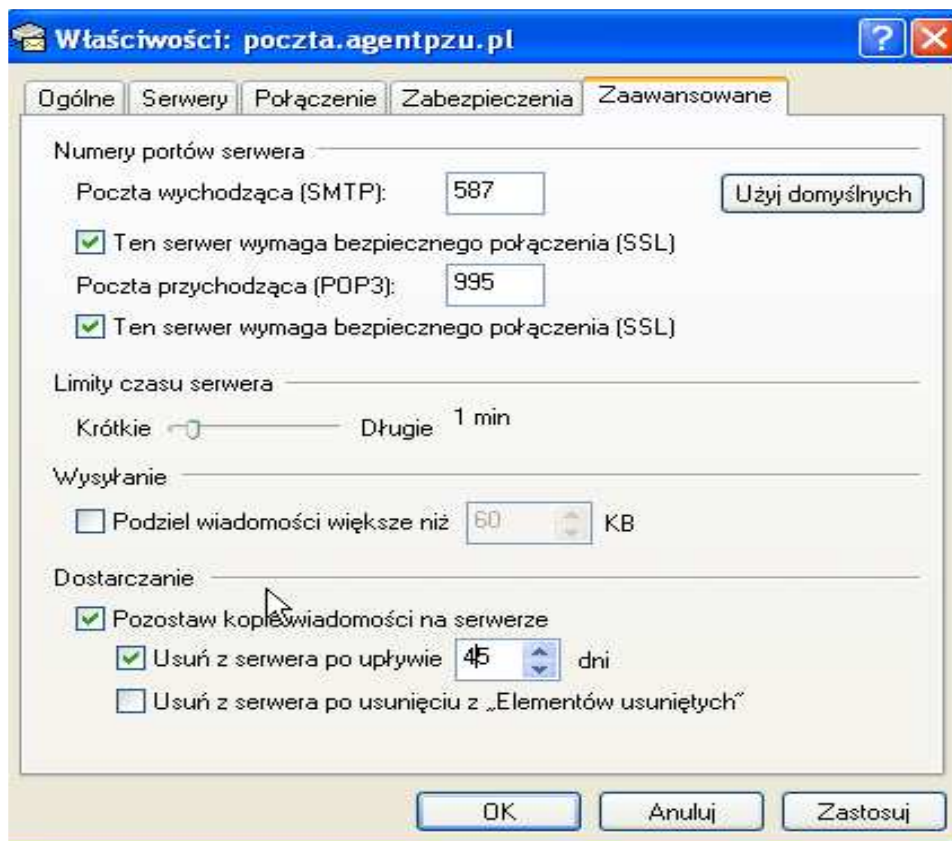 Właściwości: poczta.agentpzu.pl
Ogólne Serwery Połączenie Zabezpieczenia Zaawansowane
Numery portów serwera
Poczta wychodząca (SMTP): 587 Użyj domyślnych
Ten serwer wymaga bezpiecznego połączenia (SSL)
Poczta przychodząca (POP3): 995
Ten serwer wymaga bezpiecznego połączenia (SSL)
Limity czasu serwera
Krótkie Długie 1 min
Wysyłanie
Podziel wiadomości większe niż 60 KB
Dostarczanie
Pozostaw kopie wiadomości na serwerze
Usuń z serwera po upływie 45 dni
Usuń z serwera po usunięciu z „Elementów usuniętych”
OK Anuluj Zastosuj